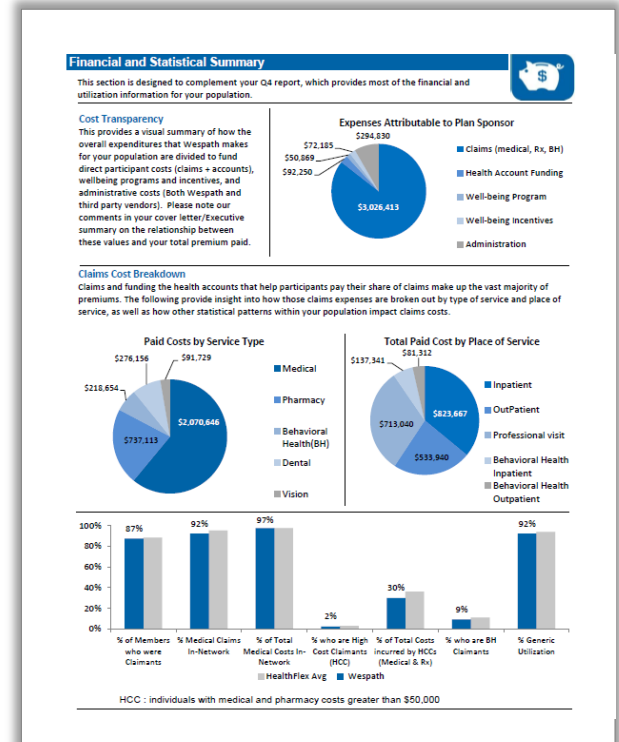 Financial and Statistical Summary
$
This section is designed to complement your Q4 report, which provides most of the financial and
utilization information for your population.
Cost Transparency
This provides a visual summary of how the
overall expenditures that Wespath makes
for your population are divided to fund
direct participant costs (claims + accounts),
wellbeing programs and incentives, and
administrative costs (Both Wespath and
third party vendors). Please note our
comments in your cover letter/Executive
summary on the relationship between
these values and your total premium paid.
Expenses Attributable to Plan Sponsor
$294,830
$72,185
$50,869
$92,250
$3,026,413
Claims (medical, Rx, BH)
Health Account Funding
Well-being Program
Well-being Incentives
Administration
Claims Cost Breakdown
Claims and funding the health accounts that help participants pay their share of claims make up the vast majority of
premiums. The following provide insight into how those claims expenses are broken out by type of service and place of
service, as well as how other statistical patterns within your population impact claims costs.
Paid Costs by Service Type
$276,156
$91,729
$218,654
$737,113
$2,070,646
Medical
Pharmacy
Behavioral
Health(BH)
Dental
Vision
Total Paid Cost by Place of Service
$81,312
$137,341
$713,040
$823,667
$533,940
Inpatient
OutPatient
Professional visit
Behavioral Health
Inpatient
Behavioral Health
Outpatient
100%
80%
60%
40%
20%
0%
87%
92%
97%
2%
30%
9%
92%
% of Members
who were
Claimants
% Medical Claims
In-Network
% of Total
Medical Costs In-
Network
% who are High
Cost Claimants
(HCC)
% of Total Costs
incurred by HCCs
(Medical & Rx)
% who are BH
Claimants
% Generic
Utilization
HealthFlex Avg
Wespath
HCC : individuals with medical and pharmacy costs greater than $50,000